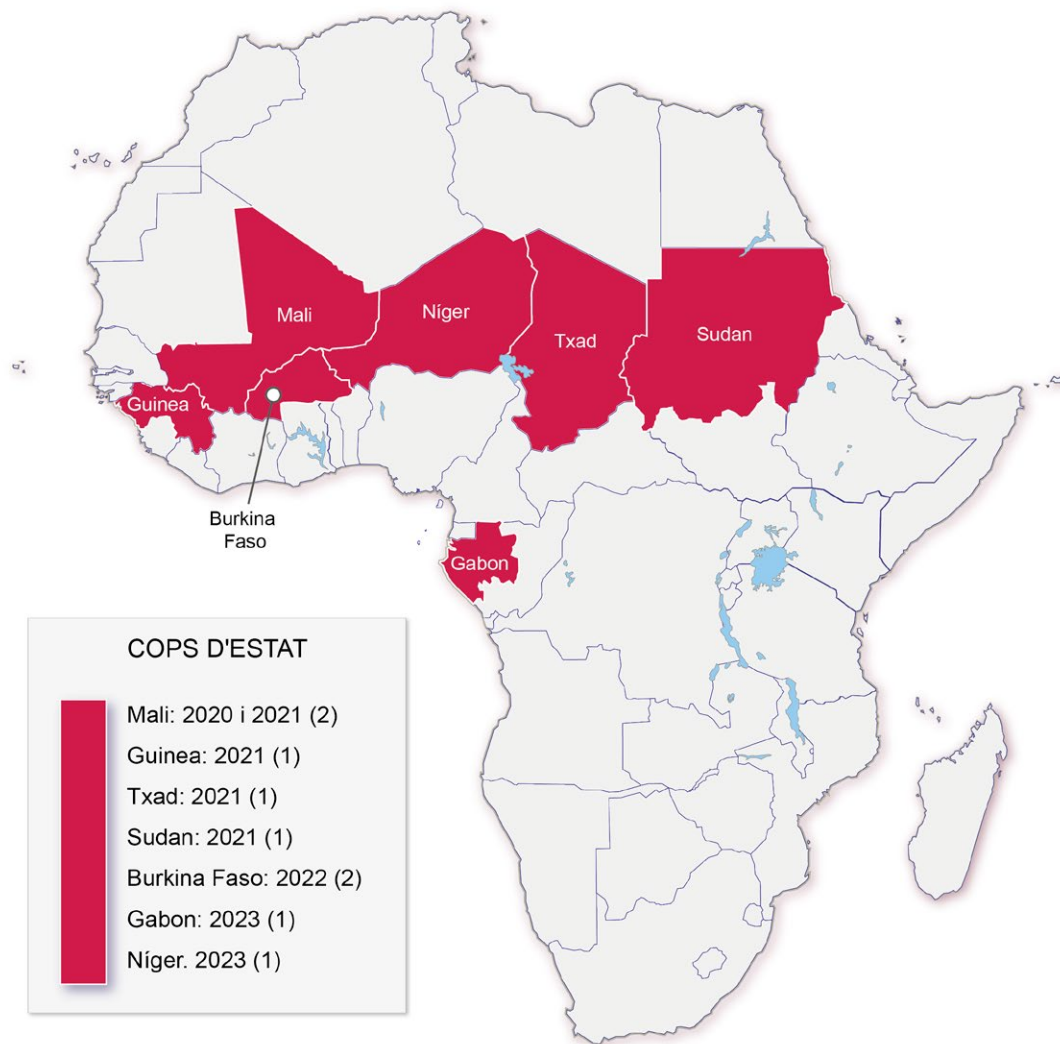 Mali
Níger
Txad
Sudan
Guinea
Burkina
Faso
Gabon
COPS D'ESTAT
Mali: 2020 i 2021 (2)
Guinea: 2021 (1)
Txad: 2021 (1)
Sudan: 2021 (1)
Burkina Faso: 2022 (2)
Gabon: 2023 (1)
Níger. 2023 (1)